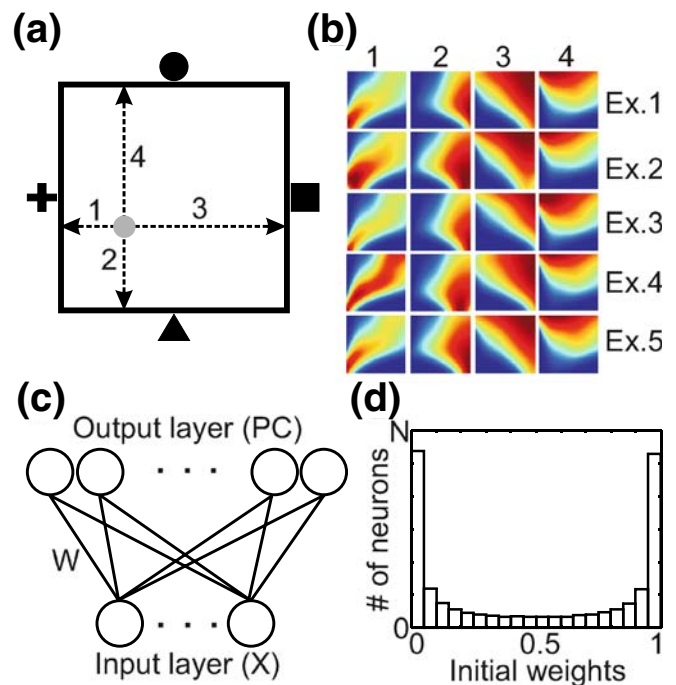 (a)
4
1
3
2
(b)
1 2 3 4
Ex.1
Ex.2
Ex.3
Ex.4
Ex.5
(c)
Output layer (PC)
W
Input layer (X)
(d)
N
# of neurons
0
0 0.5 1
Initial weights